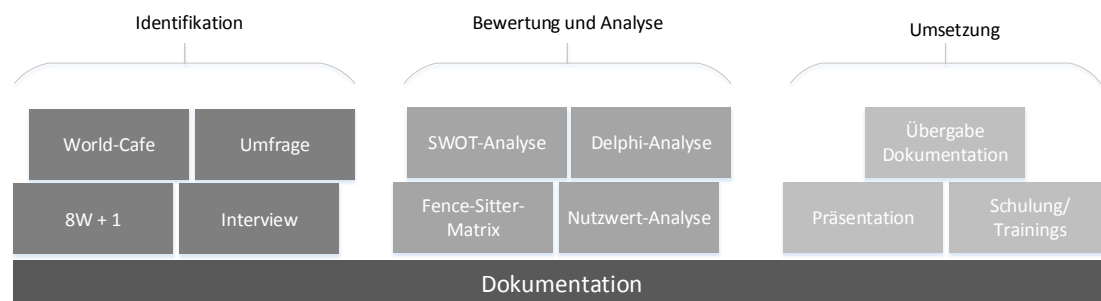 Identifikation
Bewertung und Analyse
Umsetzung
World-Cafe
Umfrage
SWOT-Analyse
Delphi-Analyse
Übergabe
Dokumentation
8W + 1
Interview
Fence-Sitter-
Matrix
Nutzwert-Analyse
Präsentation
Schulung/
Trainings
Dokumentation